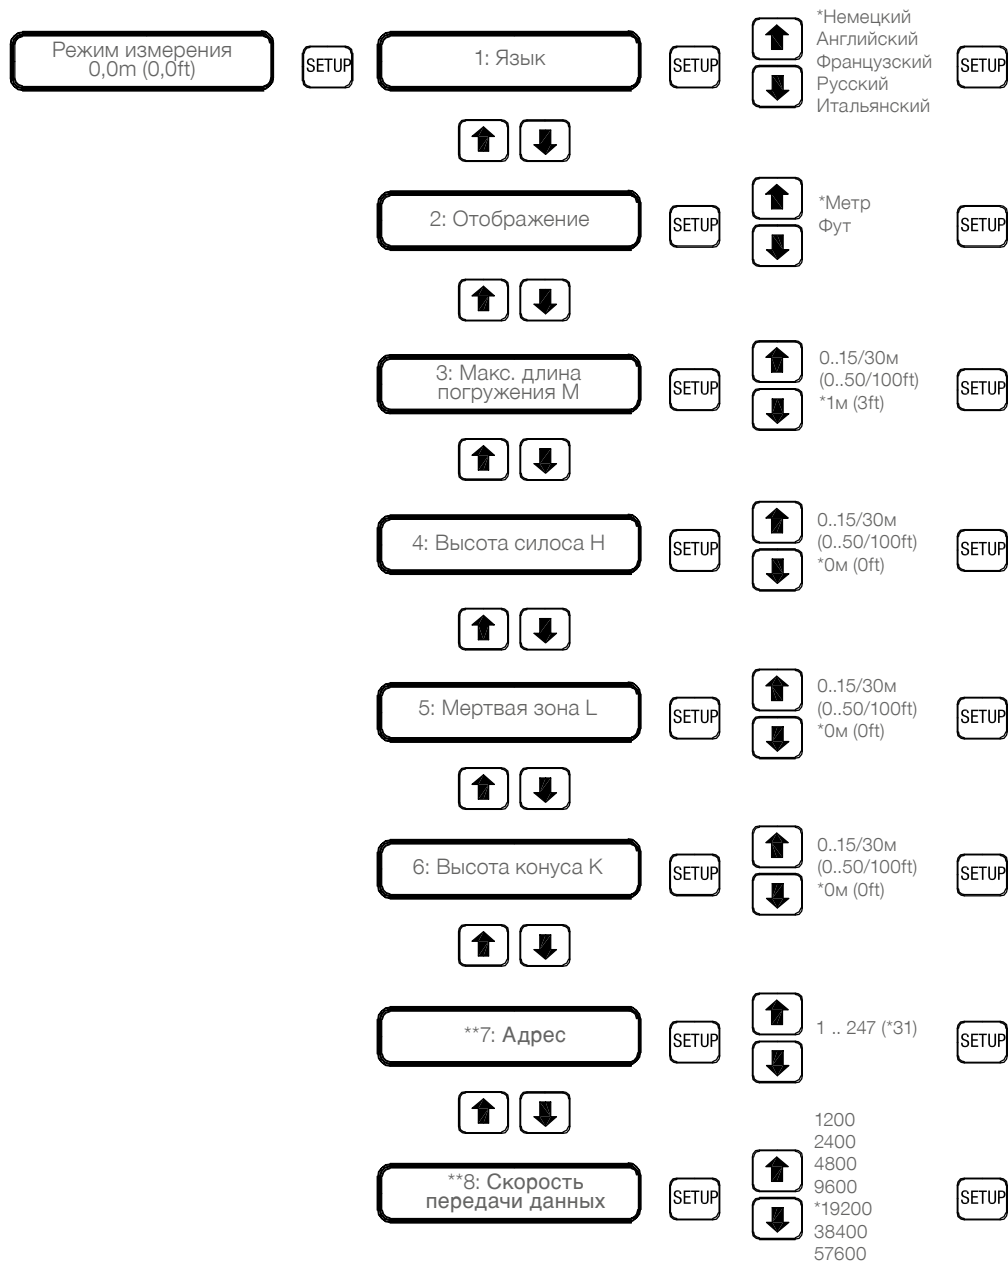 Режим измерения
0,0m (0,0ft)
SETUP
1: Язык
SETUP
*Немецкий
Английский
Французский
Русский
Итальянский
SETUP
2: Отображение
SETUP
*Метр
Фут
SETUP
3: Макс. длина
погружения M
SETUP
0..15/30м
(0..50/100ft)
*1м (3ft)
SETUP
4: Высота силоса H
SETUP
0..15/30м
(0..50/100ft)
*0м (0ft)
SETUP
5: Мертвая зона L
SETUP
0..15/30м
(0..50/100ft)
*0м (0ft)
SETUP
6: Высота конуса K
SETUP
0..15/30м
(0..50/100ft)
*0м (0ft)
SETUP
**7: Адрес
SETUP
1 .. 247 (*31)
SETUP
**8: Скорость
передачи данных
SETUP
1200
2400
4800
9600
*19200
38400
57600
SETUP